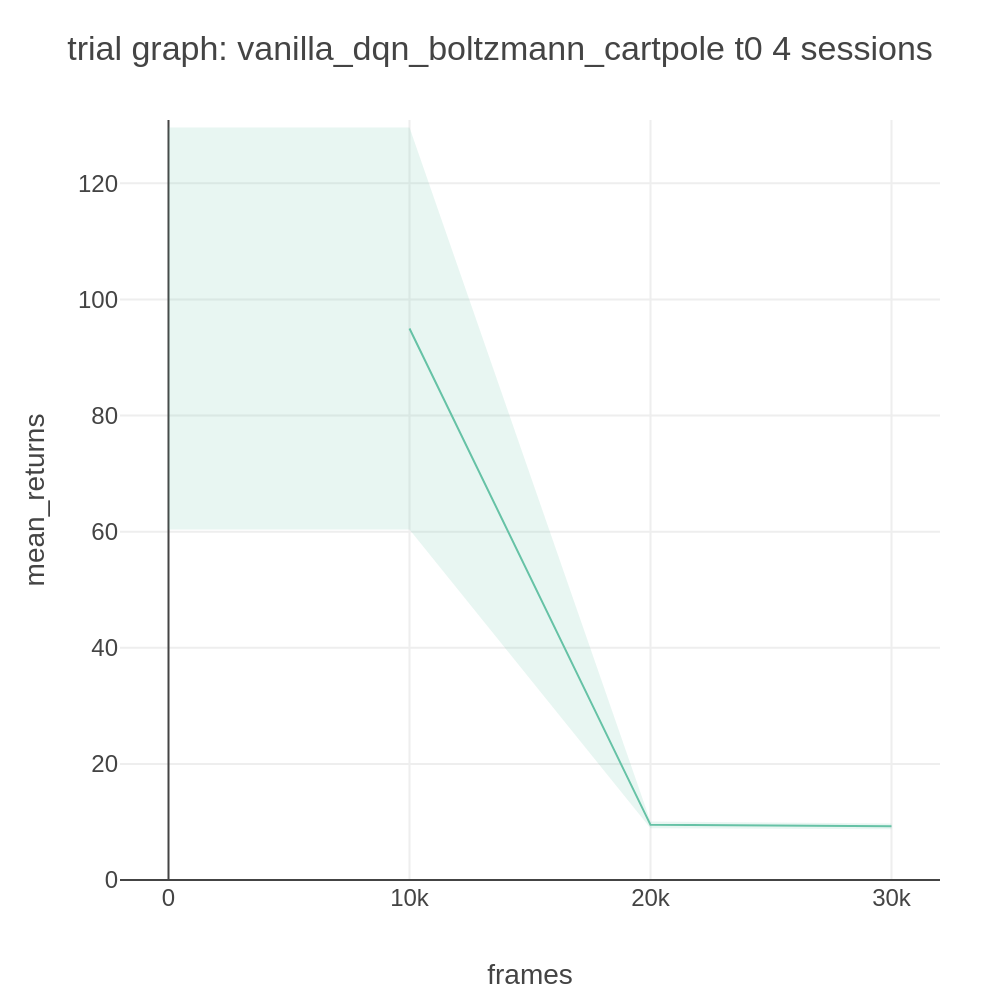 trial graph: vanilla_dqn_boltzmann_cartpole t0 4 sessions
120
100
80
60
40
20
0
mean_returns
0 10k 20k 30k
frames